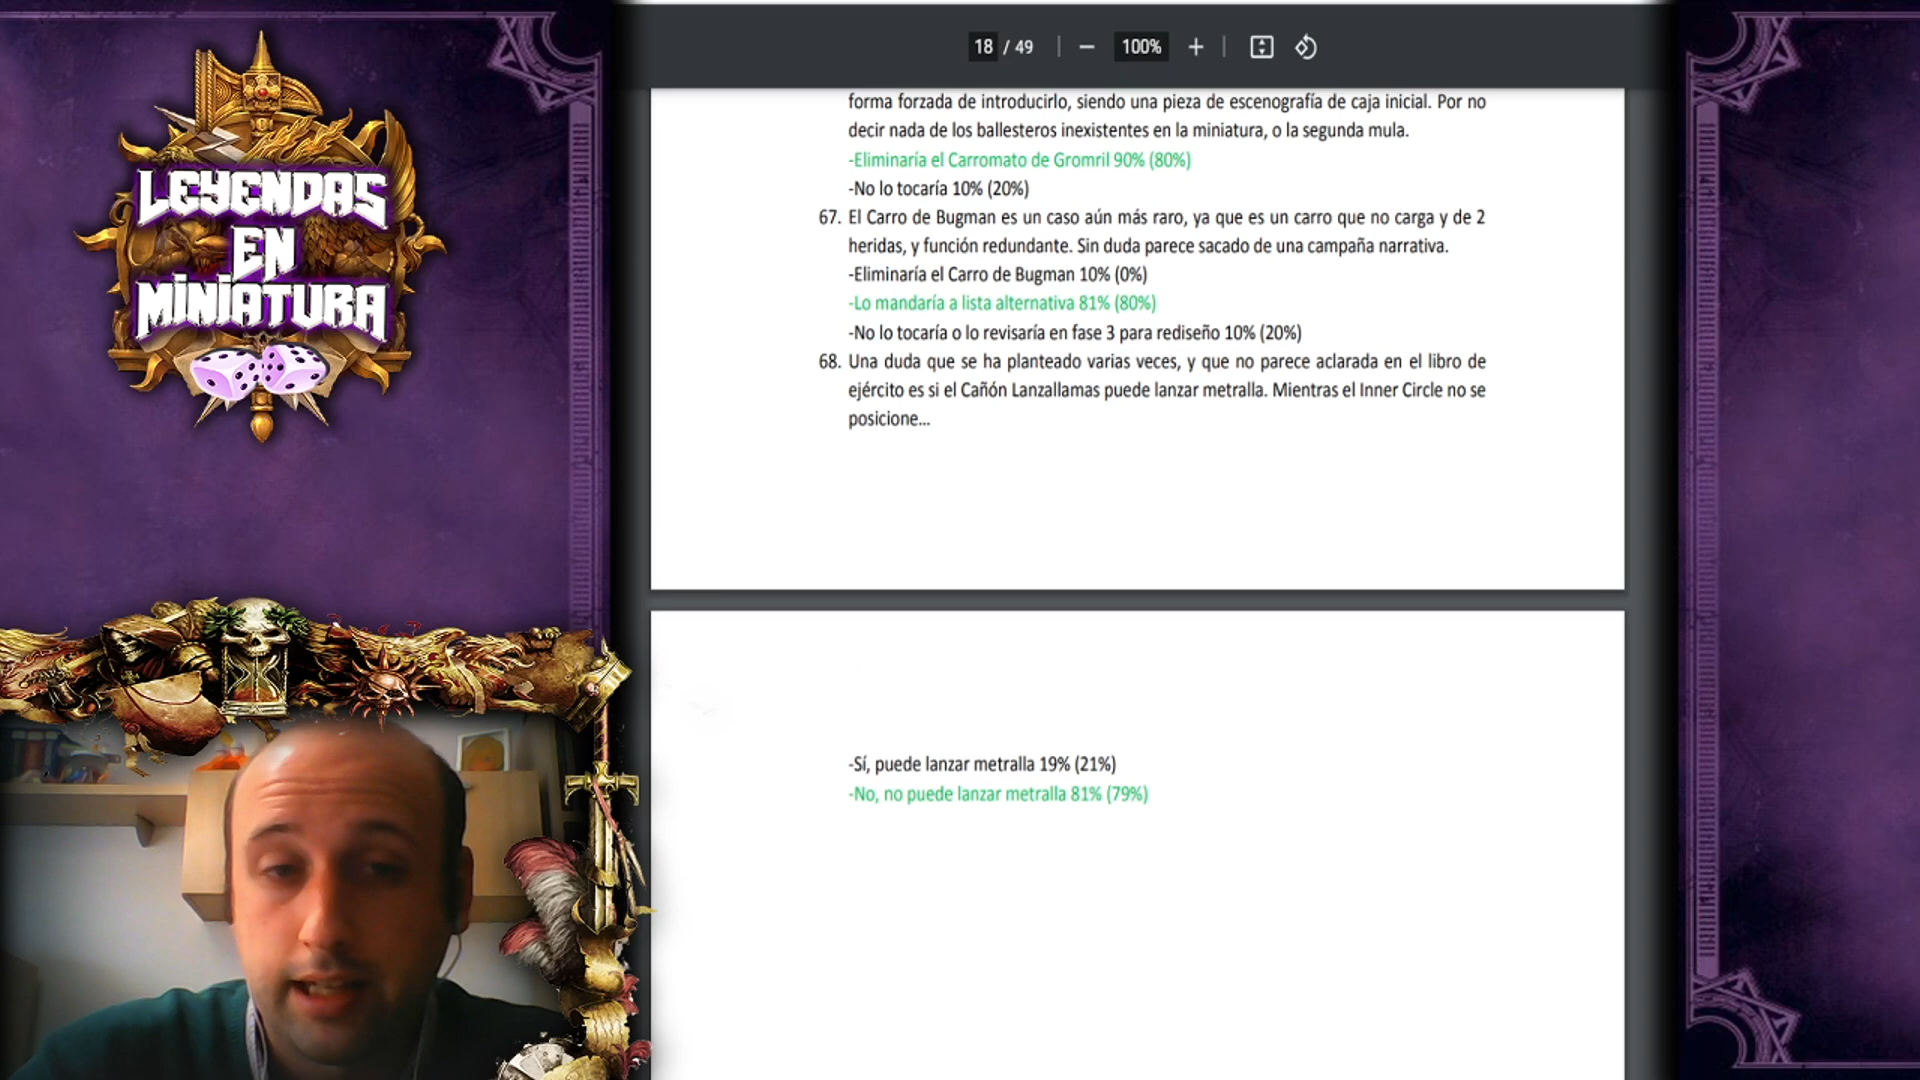 LEYENDAS
EN
MINIATURA
18 / 49
100%
forma forzada de introducirlo, siendo una pieza de escenografía de caja inicial. Por no
decir nada de los ballesteros inexistentes en la miniatura, o la segunda mula.
-Eliminaría el Carromato de Gromril 90% (80%)
-No lo tocaría 10% (20%)
67. El Carro de Bugman es un caso aún más raro, ya que es un carro que no carga y de 2
heridas, y función redundante. Sin duda parece sacado de una campaña narrativa.
-Eliminaría el Carro de Bugman 10% (0%)
-Lo mandaría a lista alternativa 81% (80%)
-No lo tocaría o lo revisaría en fase 3 para rediseño 10% (20%)
68. Una duda que se ha planteado varias veces, y que no parece aclarada en el libro de
ejército es si el Cañón Lanzallamas puede lanzar metralla. Mientras el Inner Circle no se
posicione...
-Sí, puede lanzar metralla 19% (21%)
-No, no puede lanzar metralla 81% (79%)